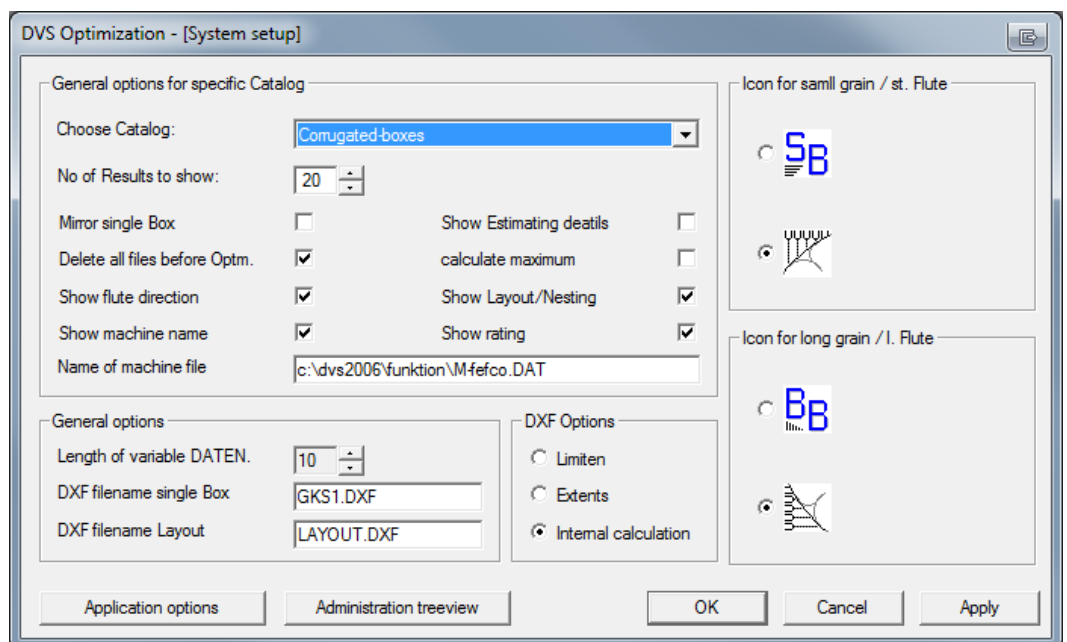 DVS Optimization - [System setup]
General options for specific Catalog
Choose Catalog:
Corrugated-boxes
No of Results to show:
20
Mirror single Box
Show Estimating deatils
Delete all files before Optm.
calculate maximum
Show flute direction
Show Layout/Nesting
Show machine name
Show rating
Name of machine file
c:\dvs2006\funktion\M-fefco.DAT
Icon for samll grain / st. Flute
SB
Icon for long grain / l. Flute
BB
General options
Length of variable DATEN.
10
DXF filename single Box
GKS1.DXF
DXF filename Layout
LAYOUT.DXF
DXF Options
Limiten
Extents
Internal calculation
Application options
Administration treeview
OK
Cancel
Apply